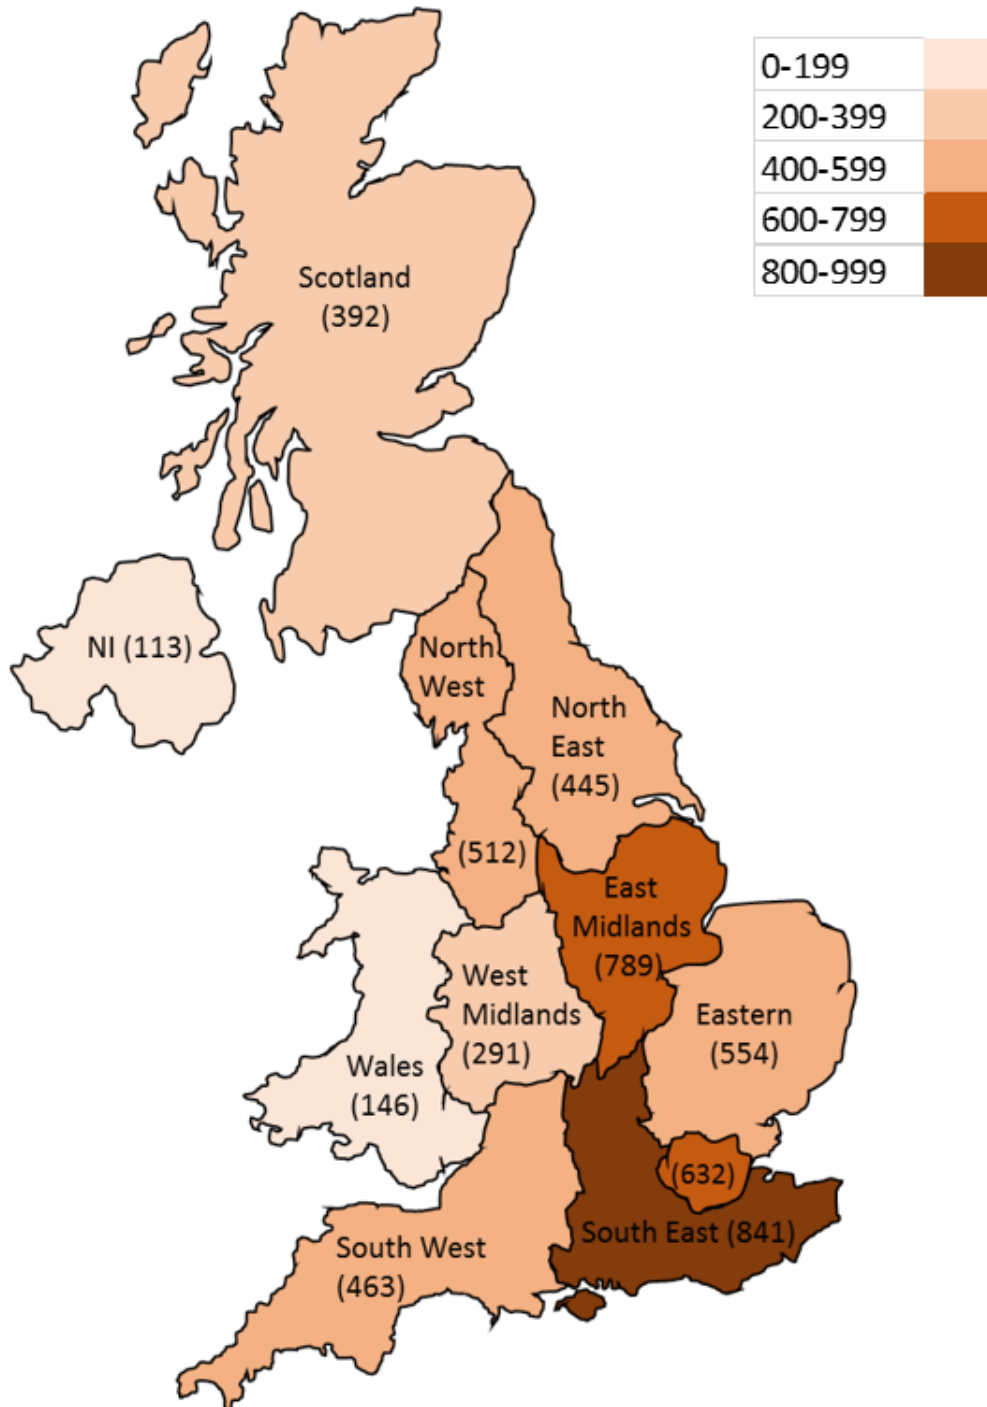 0-199
200-399
400-599
600-799
800-999
Scotland
(392)
NI (113)
North
West
North
East
(445)
(512)
East
Midlands
(789)
West
Midlands
(291)
Eastern
(554)
Wales
(146)
(632)
South East (841)
South West
(463)